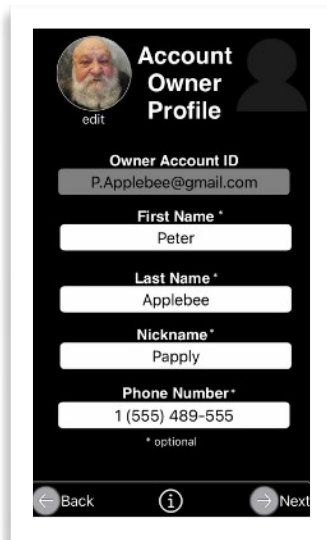 Account
Owner
Profile
edit
Owner Account ID
P.Applebee@gmail.com
First Name *
Peter
Last Name *
Applebee
Nickname *
Papply
Phone Number *
1 (555) 489-555
* optional
Back
i
Next